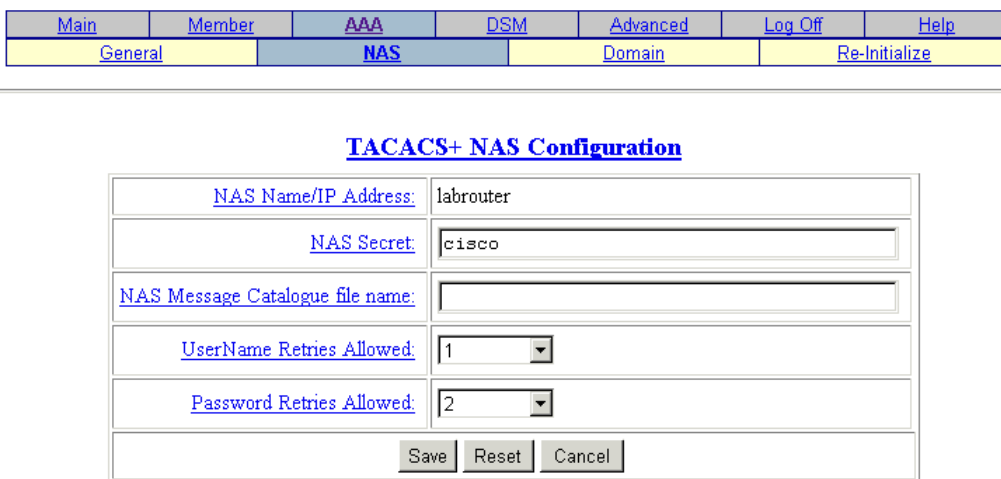 Main Member AAA DSM Advanced Log Off Help
General NAS Domain Re-Initialize
TACACS+ NAS Configuration
NAS Name/IP Address: labrouter
NAS Secret: cisco
NAS Message Catalogue file name:
UserName Retries Allowed: 1
Password Retries Allowed: 2
Save Reset Cancel